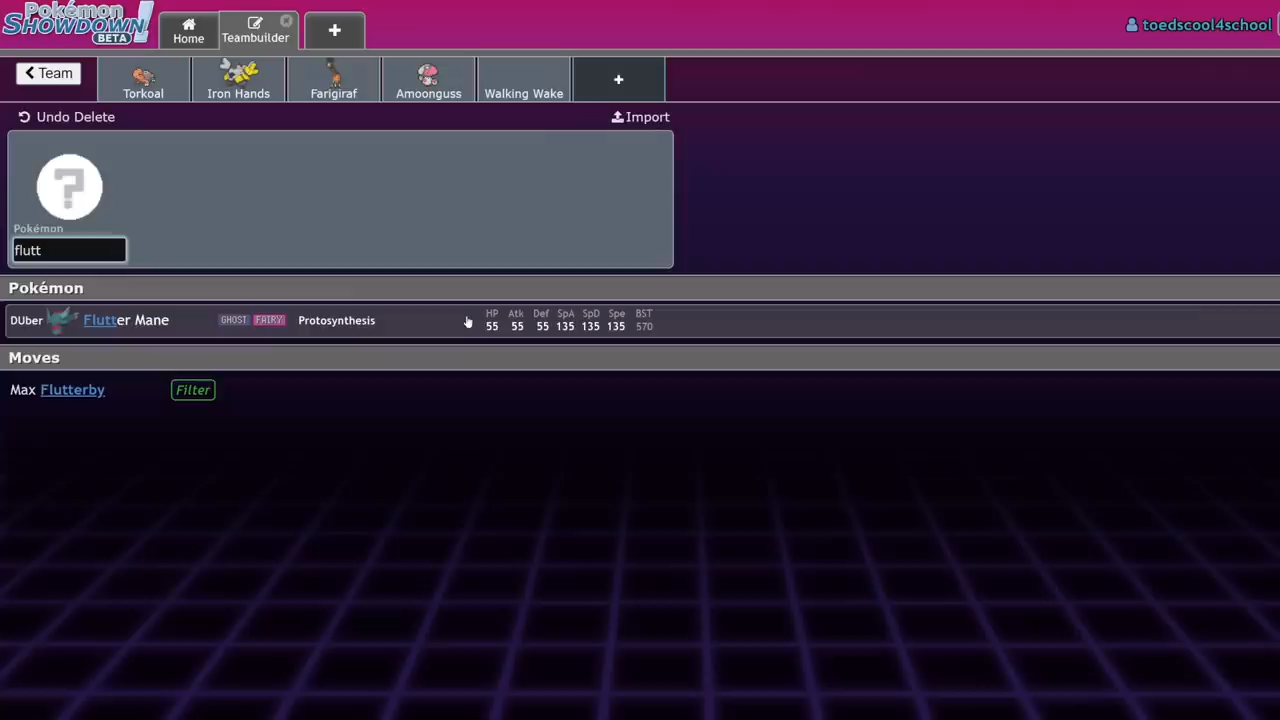 Pokémon
SHOWDOWN!
BETA
Home
Teambuilder
+
toedscool4school
Team
Torkoal
Iron Hands
Farigiraf
Amoonguss
Walking Wake
+
Undo Delete
Import
?
Pokémon
flutt
Pokémon
DUber Flutter Mane GHOST FAIRY Protosynthesis HP Atk Def SpA SpD Spe BST
55 55 55 135 135 135 570
Moves
Max Flutterby Filter